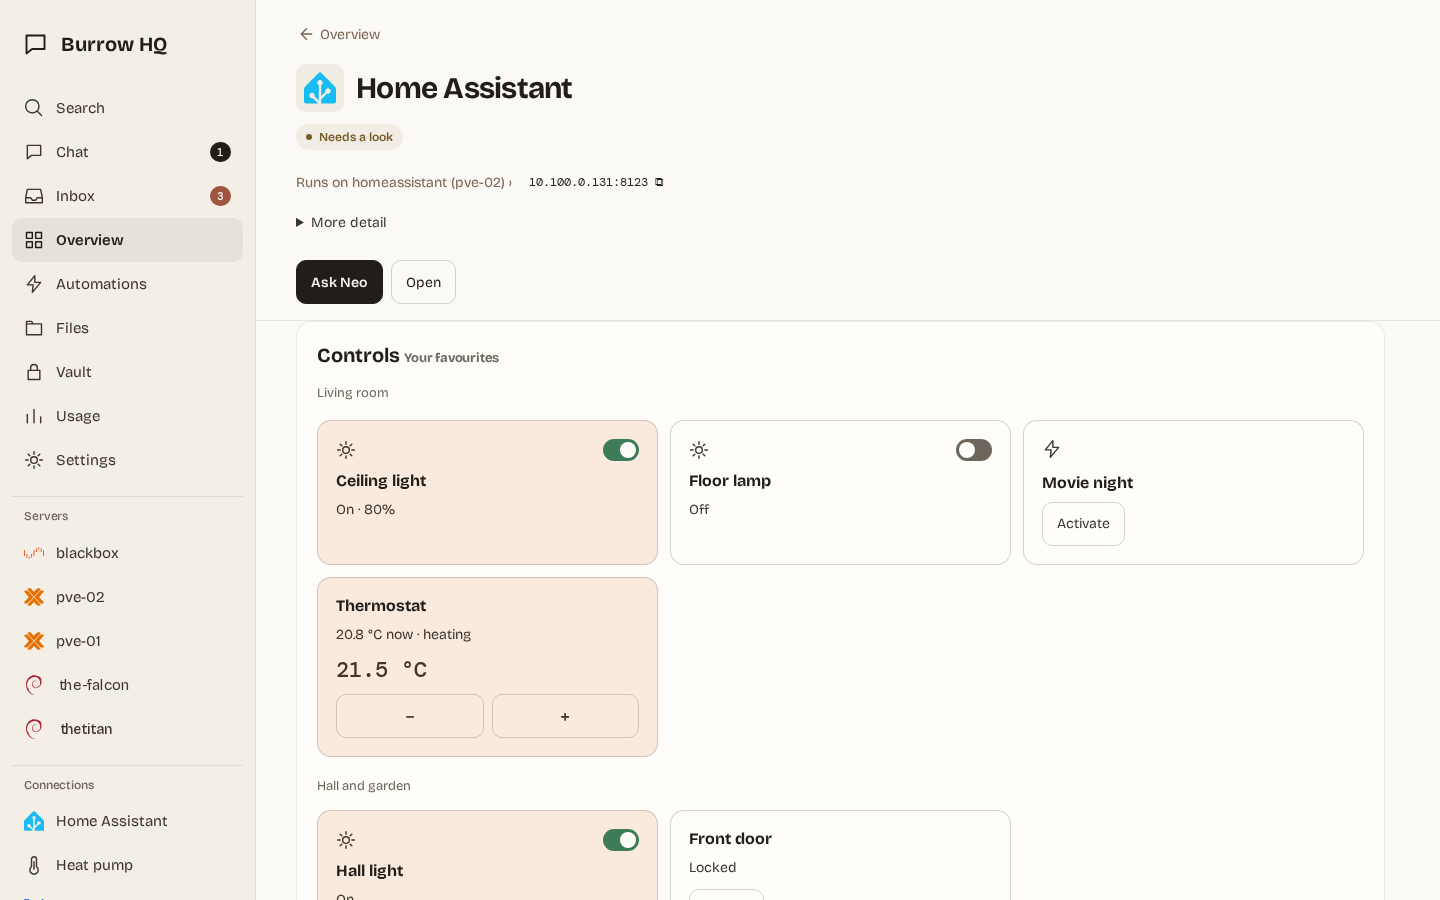 Burrow HQ
Search
Chat 1
Inbox 3
Overview
Automations
Files
Vault
Usage
Settings
Servers
blackbox
pve-02
pve-01
the-falcon
thetitan
Connections
Home Assistant
Heat pump
Overview
Home Assistant
Needs a look
Runs on homeassistant (pve-02) › 10.100.0.131:8123
More detail
Ask Neo
Open
Controls Your favourites
Living room
Ceiling light
On · 80%
Floor lamp
Off
Movie night
Activate
Thermostat
20.8 °C now · heating
21.5 °C
− +
Hall and garden
Hall light
On
Front door
Locked